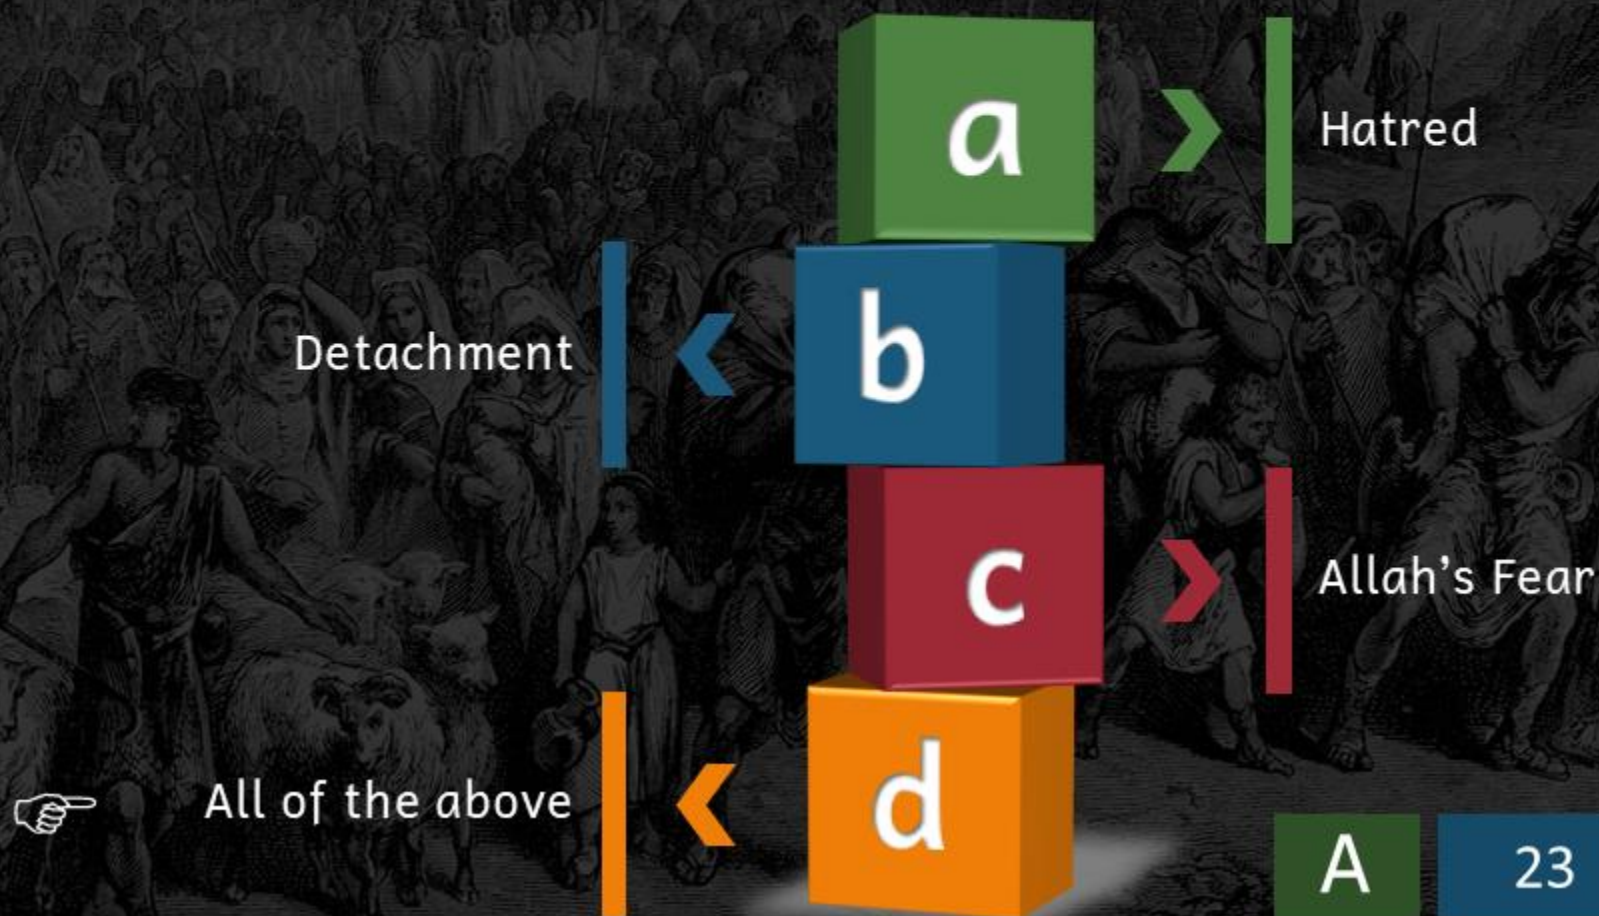 a
Hatred
Detachment
b
c
Allah's Fear
All of the above
d
A
23